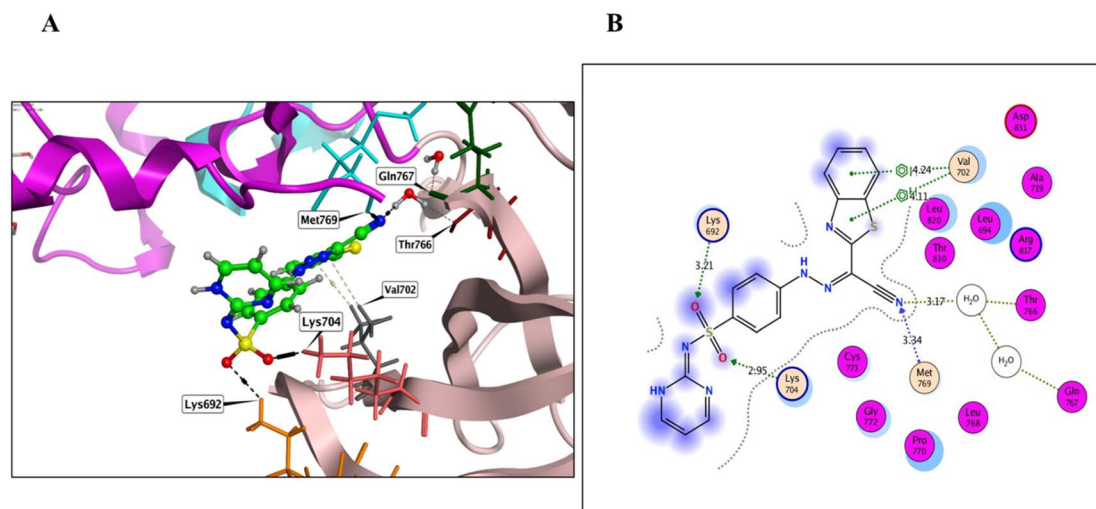 A
B
Gln767
Met769
Thr766
Val702
Lys704
Lys692
Asp
831
4.24
Val
702
H
4.11
Ala
719
Lys
692
Leu
820
Leu
694
Arg
817
S
N
Thr
830
3.21
H
N
N
N
3.17
H₂O
Thr
766
O
S
O
3.34
H₂O
N
2.95
Lys
704
Cys
773
Met
769
Gln
767
HN
N
Gly
772
Leu
768
Pro
770